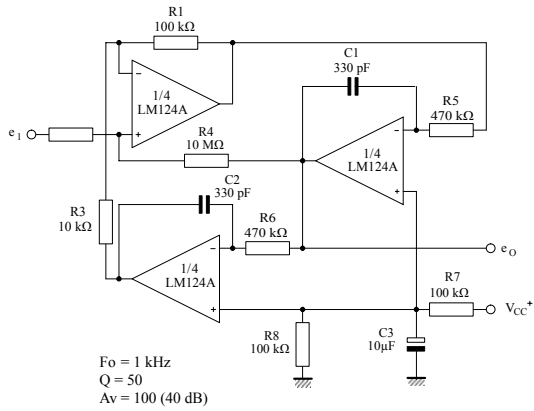 R1
100 kΩ
C1
330 pF
R5
470 kΩ
1/4
LM124A
-
+
e I
R4
10 MΩ
1/4
LM124A
-
+
C2
330 pF
R3
10 kΩ
R6
470 kΩ
1/4
LM124A
-
+
e O
R7
100 kΩ
VCC+
R8
100 kΩ
C3
10µF
Fo = 1 kHz
Q = 50
Av = 100 (40 dB)